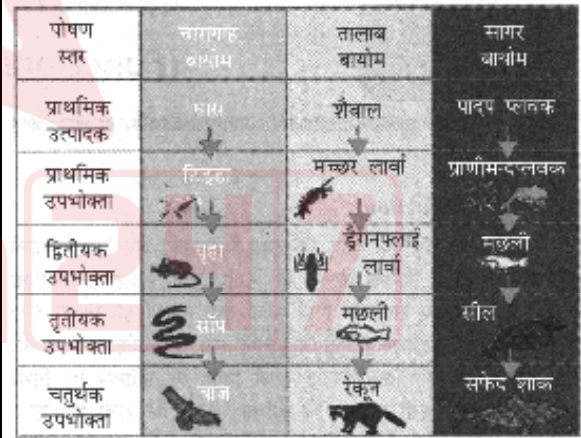 पोषण स्तर
चारागाह बायोम
तालाब बायोम
सागर बायोम
प्राथमिक उत्पादक
घास
शैवाल
पादप प्लवक
प्राथमिक उपभोक्ता
टिड्डा
मच्छर लार्वा
द्वितीयक उपभोक्ता
चूहा
ड्रैगनफ्लाई लार्वा
मछली
तृतीयक उपभोक्ता
साँप
मछली
सील
चतुर्थक उपभोक्ता
बाज
रेकून
सफेद शार्क
247